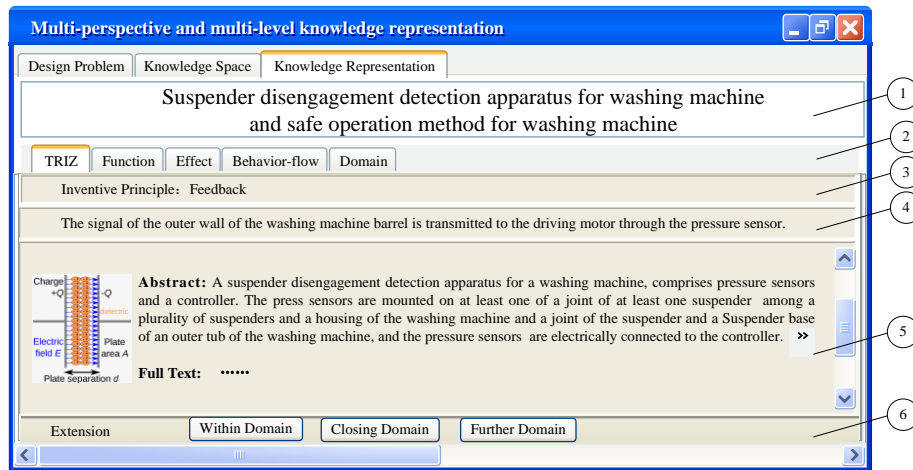 Multi-perspective and multi-level knowledge representation
Design Problem Knowledge Space Knowledge Representation
Suspender disengagement detection apparatus for washing machine
and safe operation method for washing machine
1
TRIZ Function Effect Behavior-flow Domain
2
Inventive Principle：Feedback
3
The signal of the outer wall of the washing machine barrel is transmitted to the driving motor through the pressure sensor.
4
Charge
+Q -Q
dielectric
Electric
field E
Plate
area A
Plate separation d
Abstract: A suspender disengagement detection apparatus for a washing machine, comprises pressure sensors
and a controller. The press sensors are mounted on at least one of a joint of at least one suspender among a
plurality of suspenders and a housing of the washing machine and a joint of the suspender and a Suspender base
of an outer tub of the washing machine, and the pressure sensors are electrically connected to the controller. »
5
Full Text: ······
Extension Within Domain Closing Domain Further Domain
6